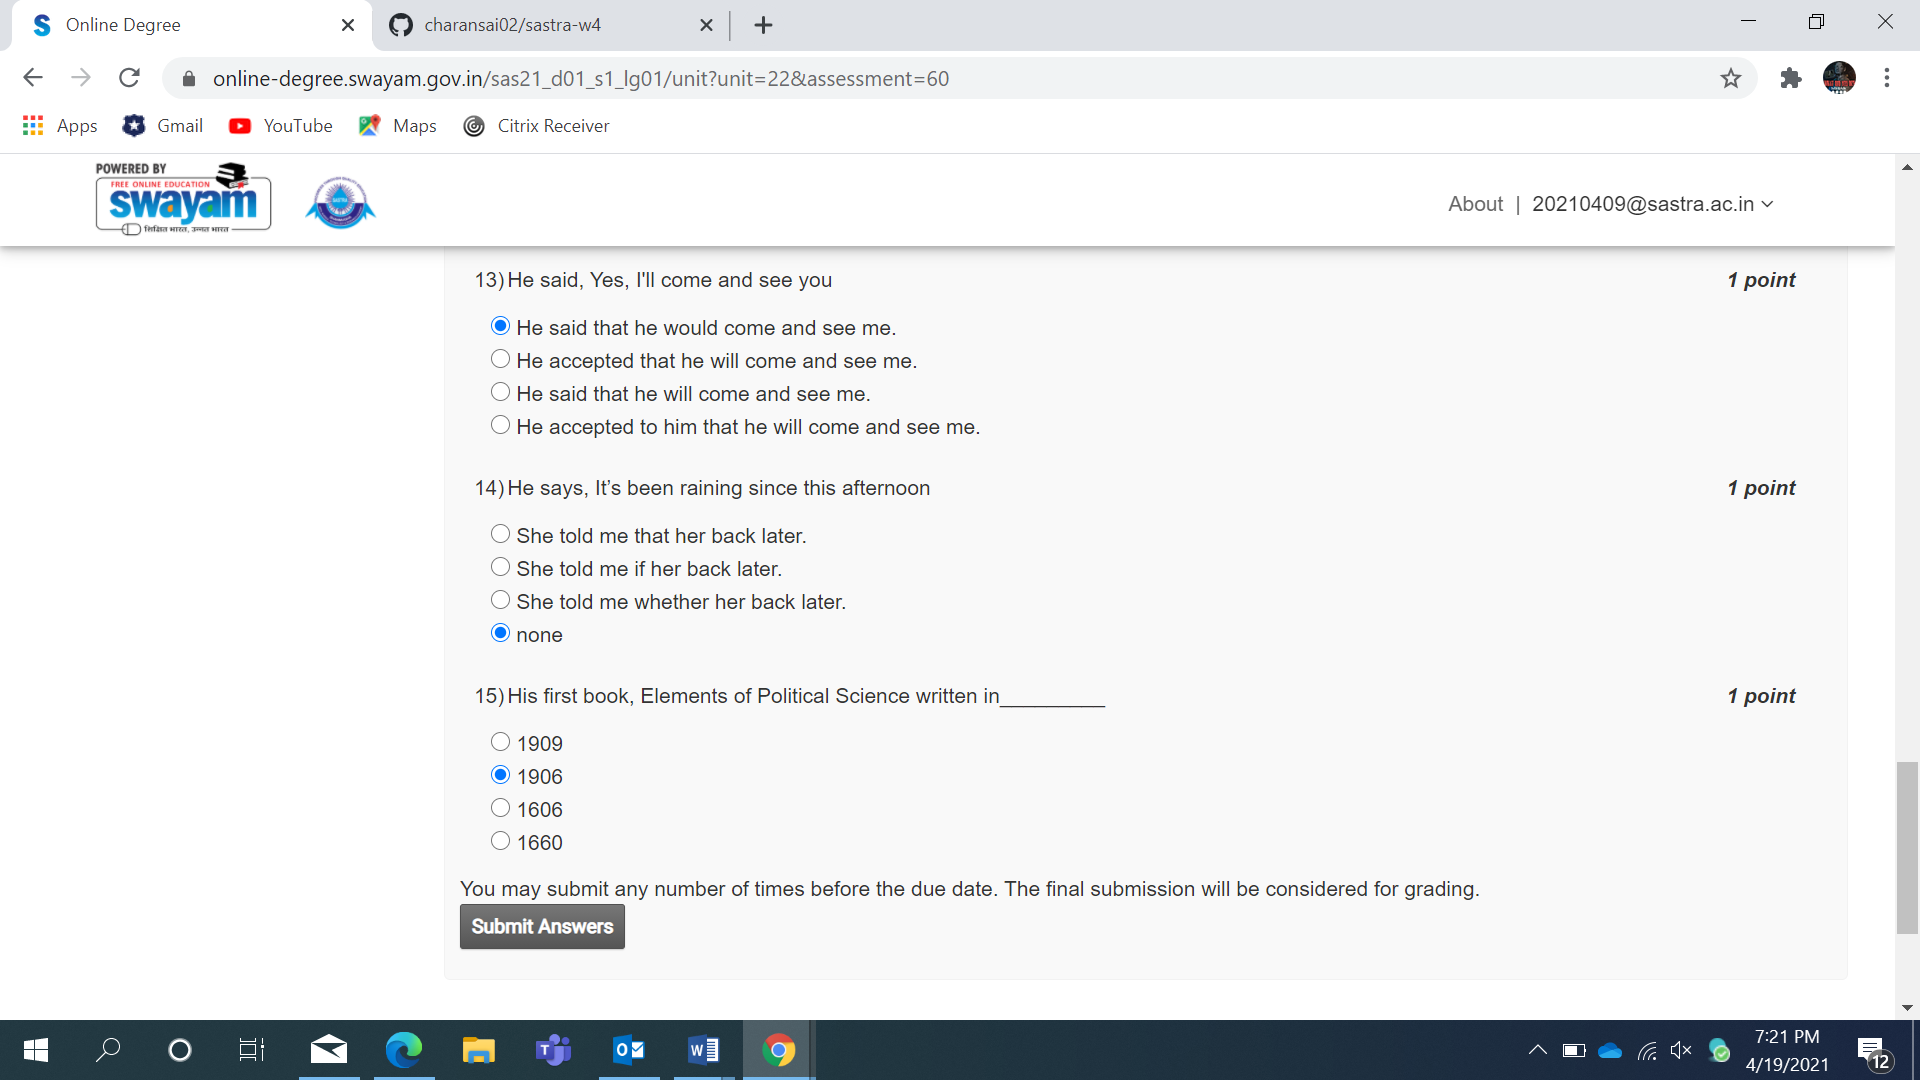 Online Degree
charansai02/sastra-w4
online-degree.swayam.gov.in/sas21_d01_s1_lg01/unit?unit=22&assessment=60
Apps Gmail YouTube Maps Citrix Receiver
POWERED BY
FREE ONLINE EDUCATION
swayam
शिक्षित भारत, उन्नत भारत
About | 20210409@sastra.ac.in
13) He said, Yes, I'll come and see you 1 point
He said that he would come and see me.
He accepted that he will come and see me.
He said that he will come and see me.
He accepted to him that he will come and see me.
14) He says, It’s been raining since this afternoon 1 point
She told me that her back later.
She told me if her back later.
She told me whether her back later.
none
15) His first book, Elements of Political Science written in_________ 1 point
1909
1906
1606
1660
You may submit any number of times before the due date. The final submission will be considered for grading.
Submit Answers
7:21 PM
4/19/2021
12